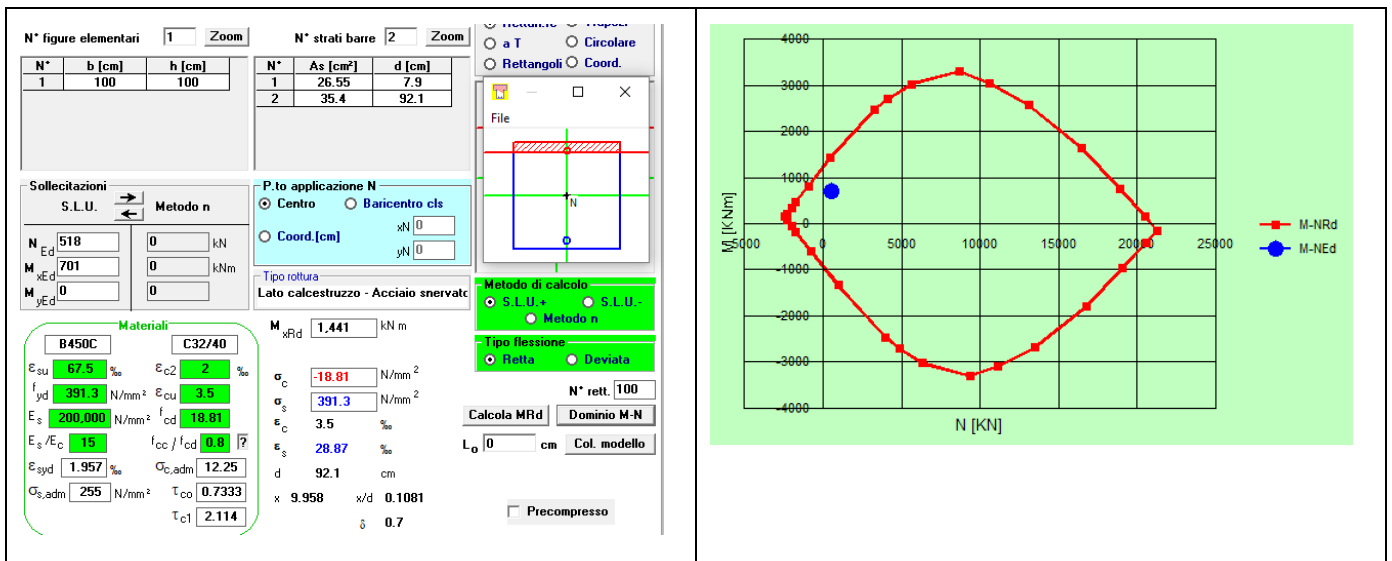 N° figure elementari 1 Zoom N° strati barre 2 Zoom
a T Circolare
Rettangoli Coord.
N° b [cm] h [cm]
1 100 100
N° As [cm²] d [cm]
1 26.55 7.9
2 35.4 92.1
File
N
Sollecitazioni
S.L.U. Metodo n
N Ed 518 0 kN
M xEd 701 0 kNm
M yEd 0 0
P.to applicazione N
Centro Baricentro cls
Coord.[cm] xN 0
yN 0
Tipo rottura
Lato calcestruzzo - Acciaio snervato
Metodo di calcolo
S.L.U.+ S.L.U.-
Metodo n
Tipo flessione
Retta Deviata
N° rett. 100
Calcola MRd Dominio M-N
L o 0 cm Col. modello
Precompresso
Materiali
B450C C32/40
εsu 67.5 ‰ εc2 2 ‰
fyd 391.3 N/mm² εcu 3.5
Es 200,000 N/mm² fcd 18.81
Es/Ec 15 fcc / fcd 0.8 ?
εsyd 1.957 ‰ σc,adm 12.25
σs,adm 255 N/mm² τco 0.7333
τc1 2.114
M xRd 1,441 kN m
σc -18.81 N/mm²
σs 391.3 N/mm²
εc 3.5 ‰
εs 28.87 ‰
d 92.1 cm
x 9.958 x/d 0.1081
δ 0.7
4000
3000
2000
1000
0
-1000
-2000
-3000
-4000
M [KNm]
0 5000 10000 15000 20000 25000
N [KN]
M-NRd
M-NEd